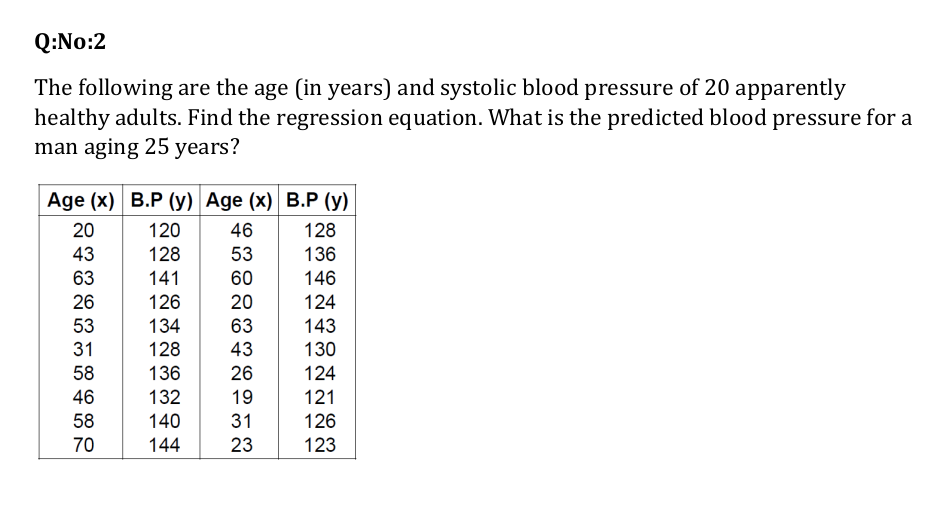 Q:No:2
The following are the age (in years) and systolic blood pressure of 20 apparently
healthy adults. Find the regression equation. What is the predicted blood pressure for a
man aging 25 years?
Age (x) B.P (y) Age (x) B.P (y)
20 120 46 128
43 128 53 136
63 141 60 146
26 126 20 124
53 134 63 143
31 128 43 130
58 136 26 124
46 132 19 121
58 140 31 126
70 144 23 123